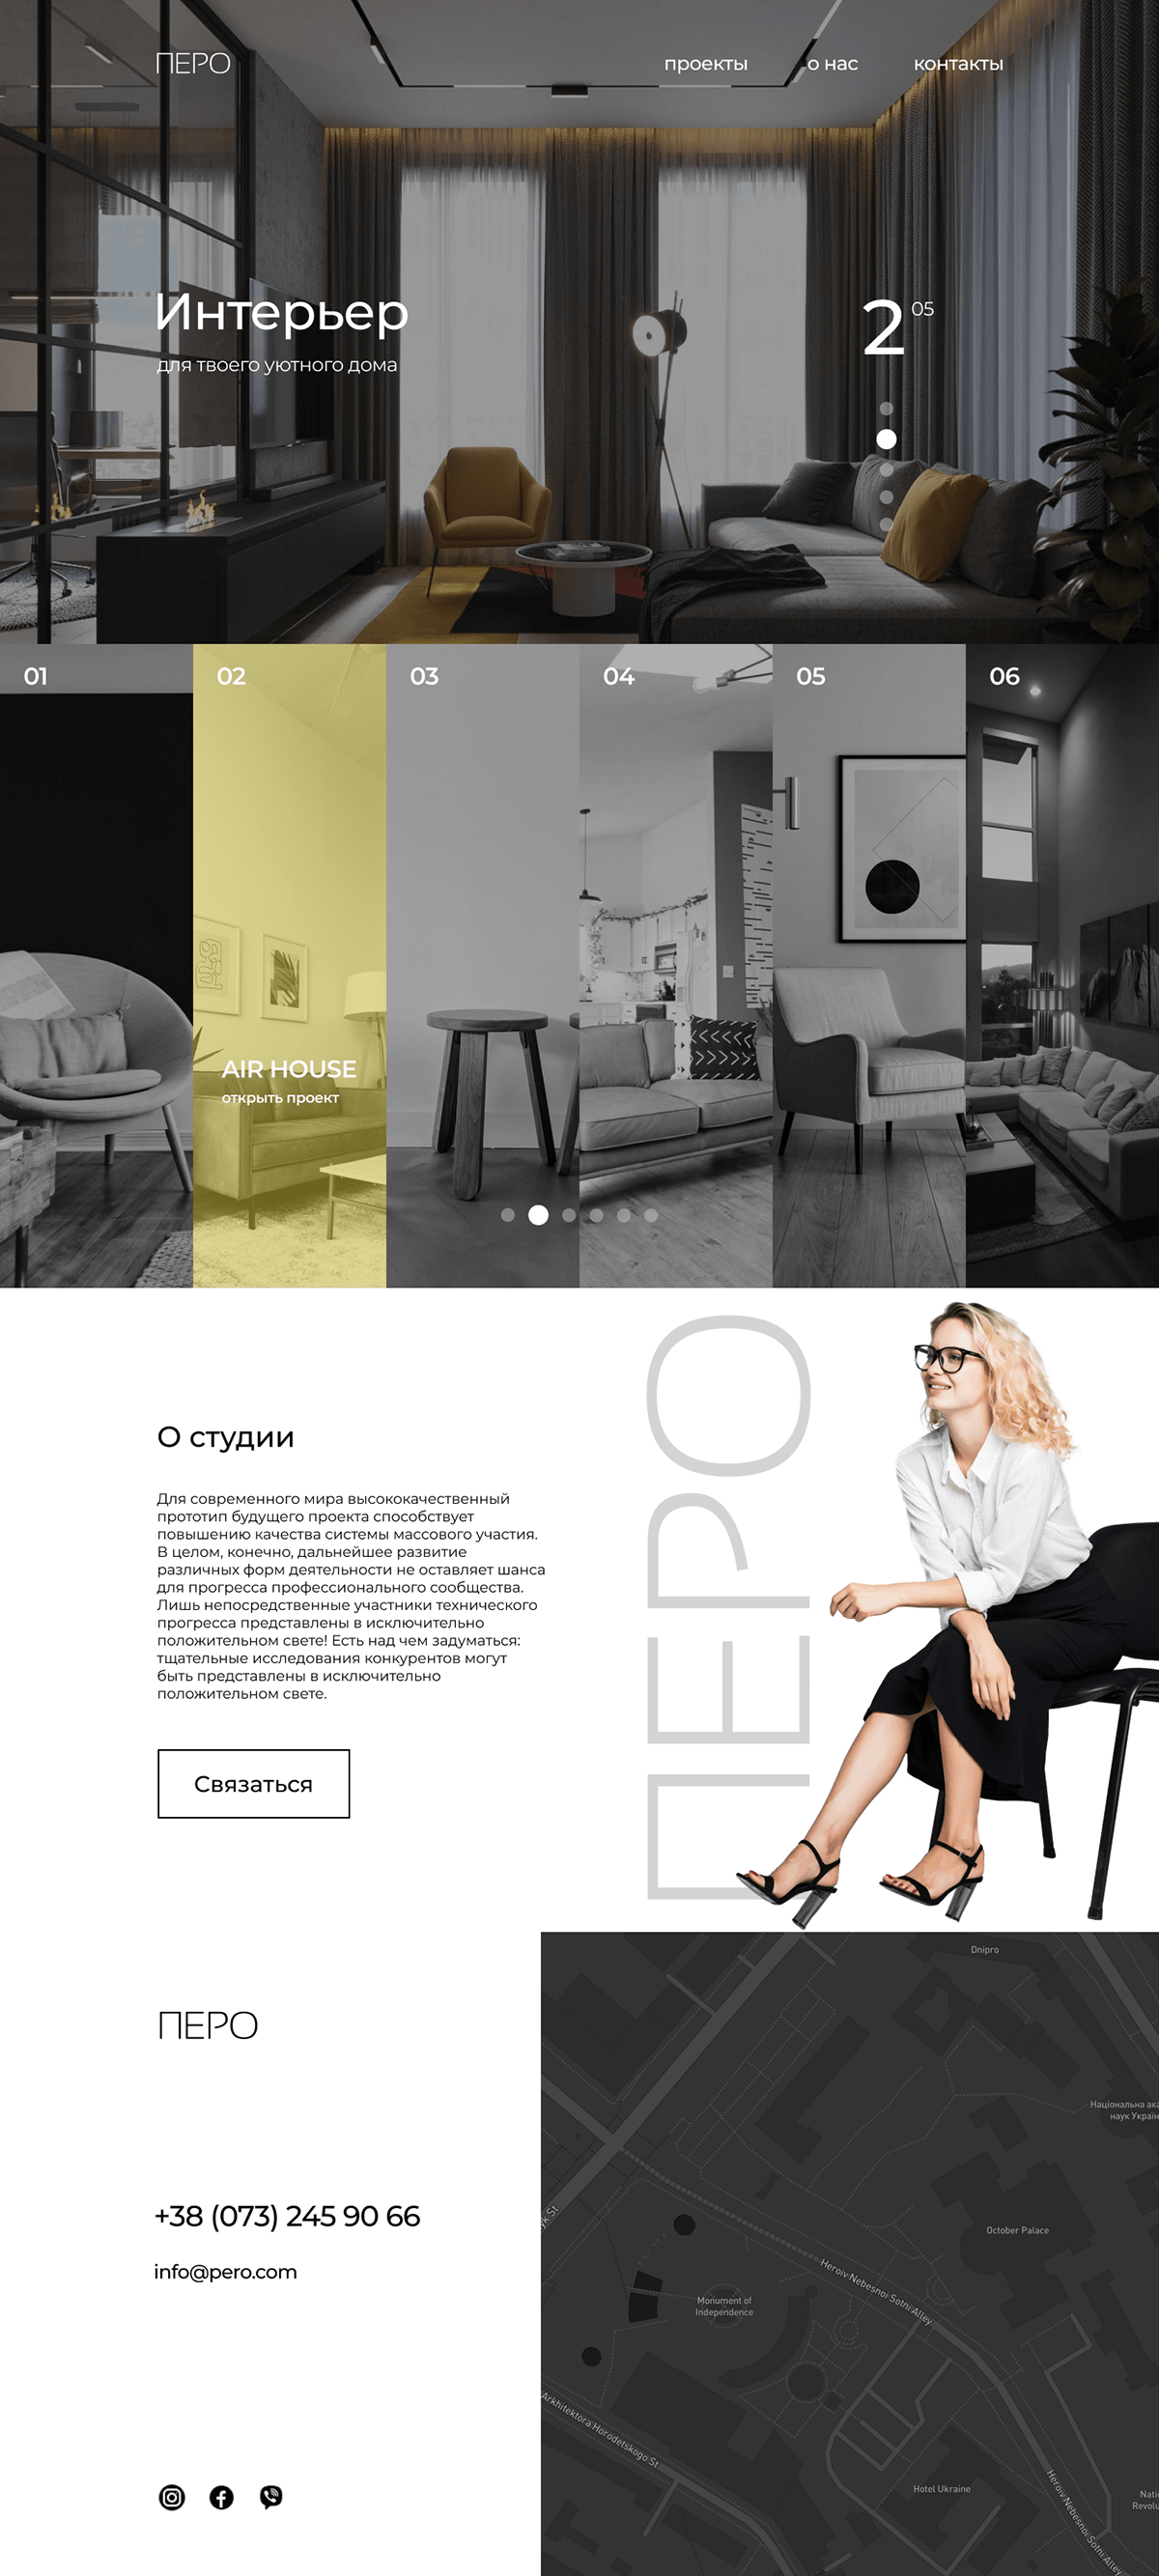 ПЕРО
проекты
о нас
контакты
Интерьер
для твоего уютного дома
2
05
01
02
03
04
05
06
AIR HOUSE
открыть проект
О студии
Для современного мира высококачественный
прототип будущего проекта способствует
повышению качества системы массового участия.
В целом, конечно, дальнейшее развитие
различных форм деятельности не оставляет шанса
для прогресса профессионального сообщества.
Лишь непосредственные участники технического
прогресса представлены в исключительно
положительном свете! Есть над чем задуматься:
тщательные исследования конкурентов могут
быть представлены в исключительно
положительном свете.
Связаться
ПЕРО
ПЕРО
+38 (073) 245 90 66
info@pero.com
Dnipro
Національна ака
наук Україн
October Palace
yk St
Heroiv Nebesnoi Sotni Alley
Monument of
Independence
Arkhitektora Horodetskogo St
Hotel Ukraine
Heroiv Nebesnoi Sotni Alley
Nati
Revolu